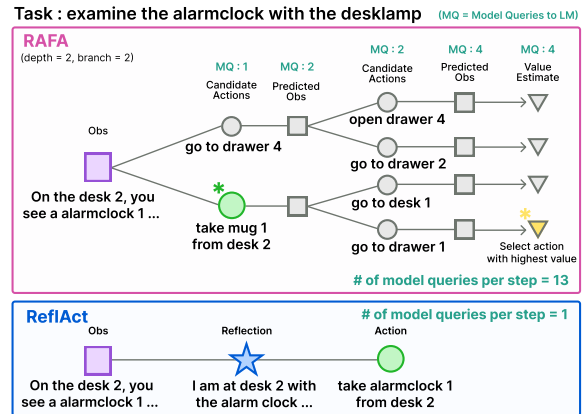 Task : examine the alarmclock with the desklamp
(MQ = Model Queries to LM)
RAFA
(depth = 2, branch = 2)
MQ : 1
MQ : 2
MQ : 2
MQ : 4
MQ : 4
Candidate
Actions
Predicted
Obs
Candidate
Actions
Predicted
Obs
Value
Estimate
Obs
On the desk 2, you
see a alarmclock 1 ...
go to drawer 4
*
take mug 1
from desk 2
open drawer 4
go to drawer 2
go to desk 1
go to drawer 1
*
Select action
with highest value
# of model queries per step = 13
ReflAct
# of model queries per step = 1
Obs
Reflection
Action
On the desk 2, you
see a alarmclock 1 ...
I am at desk 2 with
the alarm clock ...
take alarmclock 1
from desk 2